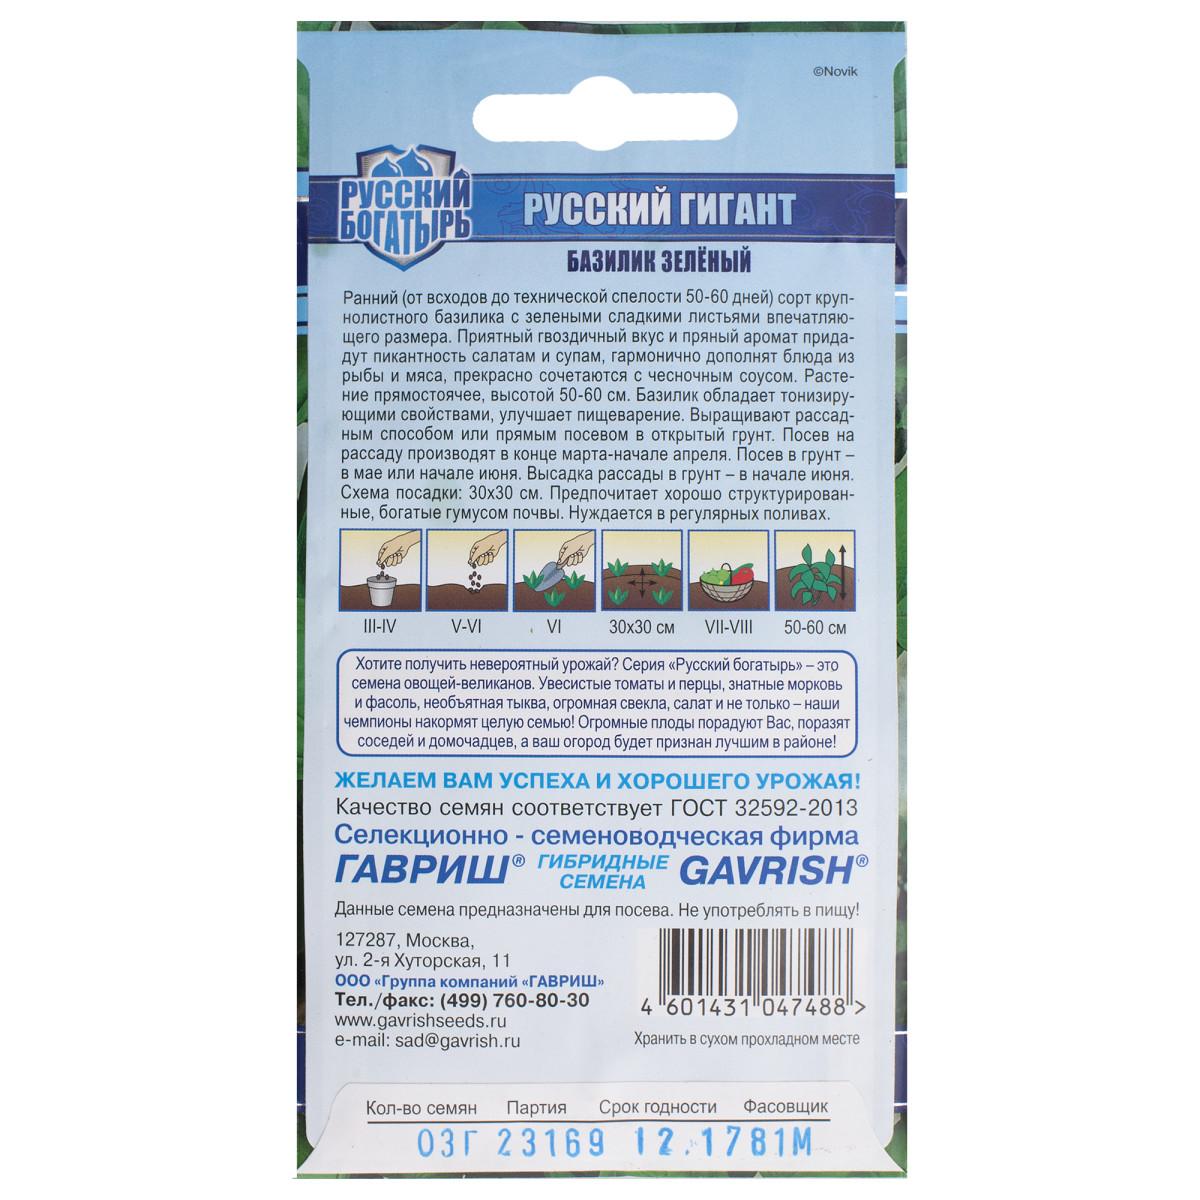 ©Novik
РУССКИЙ
БОГАТЫРЬ
РУССКИЙ ГИГАНТ
БАЗИЛИК ЗЕЛЁНЫЙ
Ранний (от всходов до технической спелости 50-60 дней) сорт круп-
нолистного базилика с зелеными сладкими листьями впечатляю-
щего размера. Приятный гвоздичный вкус и пряный аромат прида-
дут пикантность салатам и супам, гармонично дополнят блюда из
рыбы и мяса, прекрасно сочетаются с чесночным соусом. Расте-
ние прямостоячее, высотой 50-60 см. Базилик обладает тонизиру-
ющими свойствами, улучшает пищеварение. Выращивают рассад-
ным способом или прямым посевом в открытый грунт. Посев на
рассаду производят в конце марта-начале апреля. Посев в грунт –
в мае или начале июня. Высадка рассады в грунт – в начале июня.
Схема посадки: 30х30 см. Предпочитает хорошо структурирован-
ные, богатые гумусом почвы. Нуждается в регулярных поливах.
III-IV V-VI VI 30х30 см VII-VIII 50-60 см
Хотите получить невероятный урожай? Серия «Русский богатырь» – это
семена овощей-великанов. Увесистые томаты и перцы, знатные морковь
и фасоль, необъятная тыква, огромная свекла, салат и не только – наши
чемпионы накормят целую семью! Огромные плоды порадуют Вас, поразят
соседей и домочадцев, а ваш огород будет признан лучшим в районе!
ЖЕЛАЕМ ВАМ УСПЕХА И ХОРОШЕГО УРОЖАЯ!
Качество семян соответствует ГОСТ 32592-2013
Селекционно - семеноводческая фирма
ГАВРИШ® ГИБРИДНЫЕ СЕМЕНА GAVRISH®
Данные семена предназначены для посева. Не употреблять в пищу!
127287, Москва,
ул. 2-я Хуторская, 11
ООО «Группа компаний «ГАВРИШ»
Тел./факс: (499) 760-80-30
www.gavrishseeds.ru
e-mail: sad@gavrish.ru
4 601431 047488 >
Хранить в сухом прохладном месте
Кол-во семян Партия Срок годности Фасовщик
03Г 23169 12.1781М